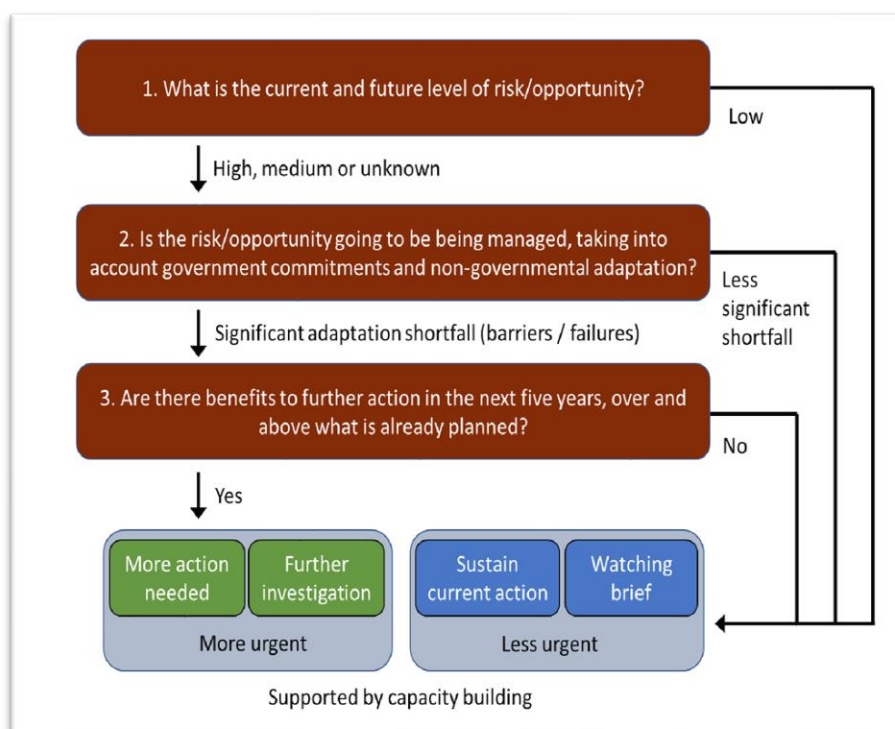 1. What is the current and future level of risk/opportunity?
Low
High, medium or unknown
2. Is the risk/opportunity going to be being managed, taking into
account government commitments and non-governmental adaptation?
Less
significant
shortfall
Significant adaptation shortfall (barriers / failures)
3. Are there benefits to further action in the next five years, over and
above what is already planned?
No
Yes
More action
needed
Further
investigation
Sustain
current action
Watching
brief
More urgent
Less urgent
Supported by capacity building